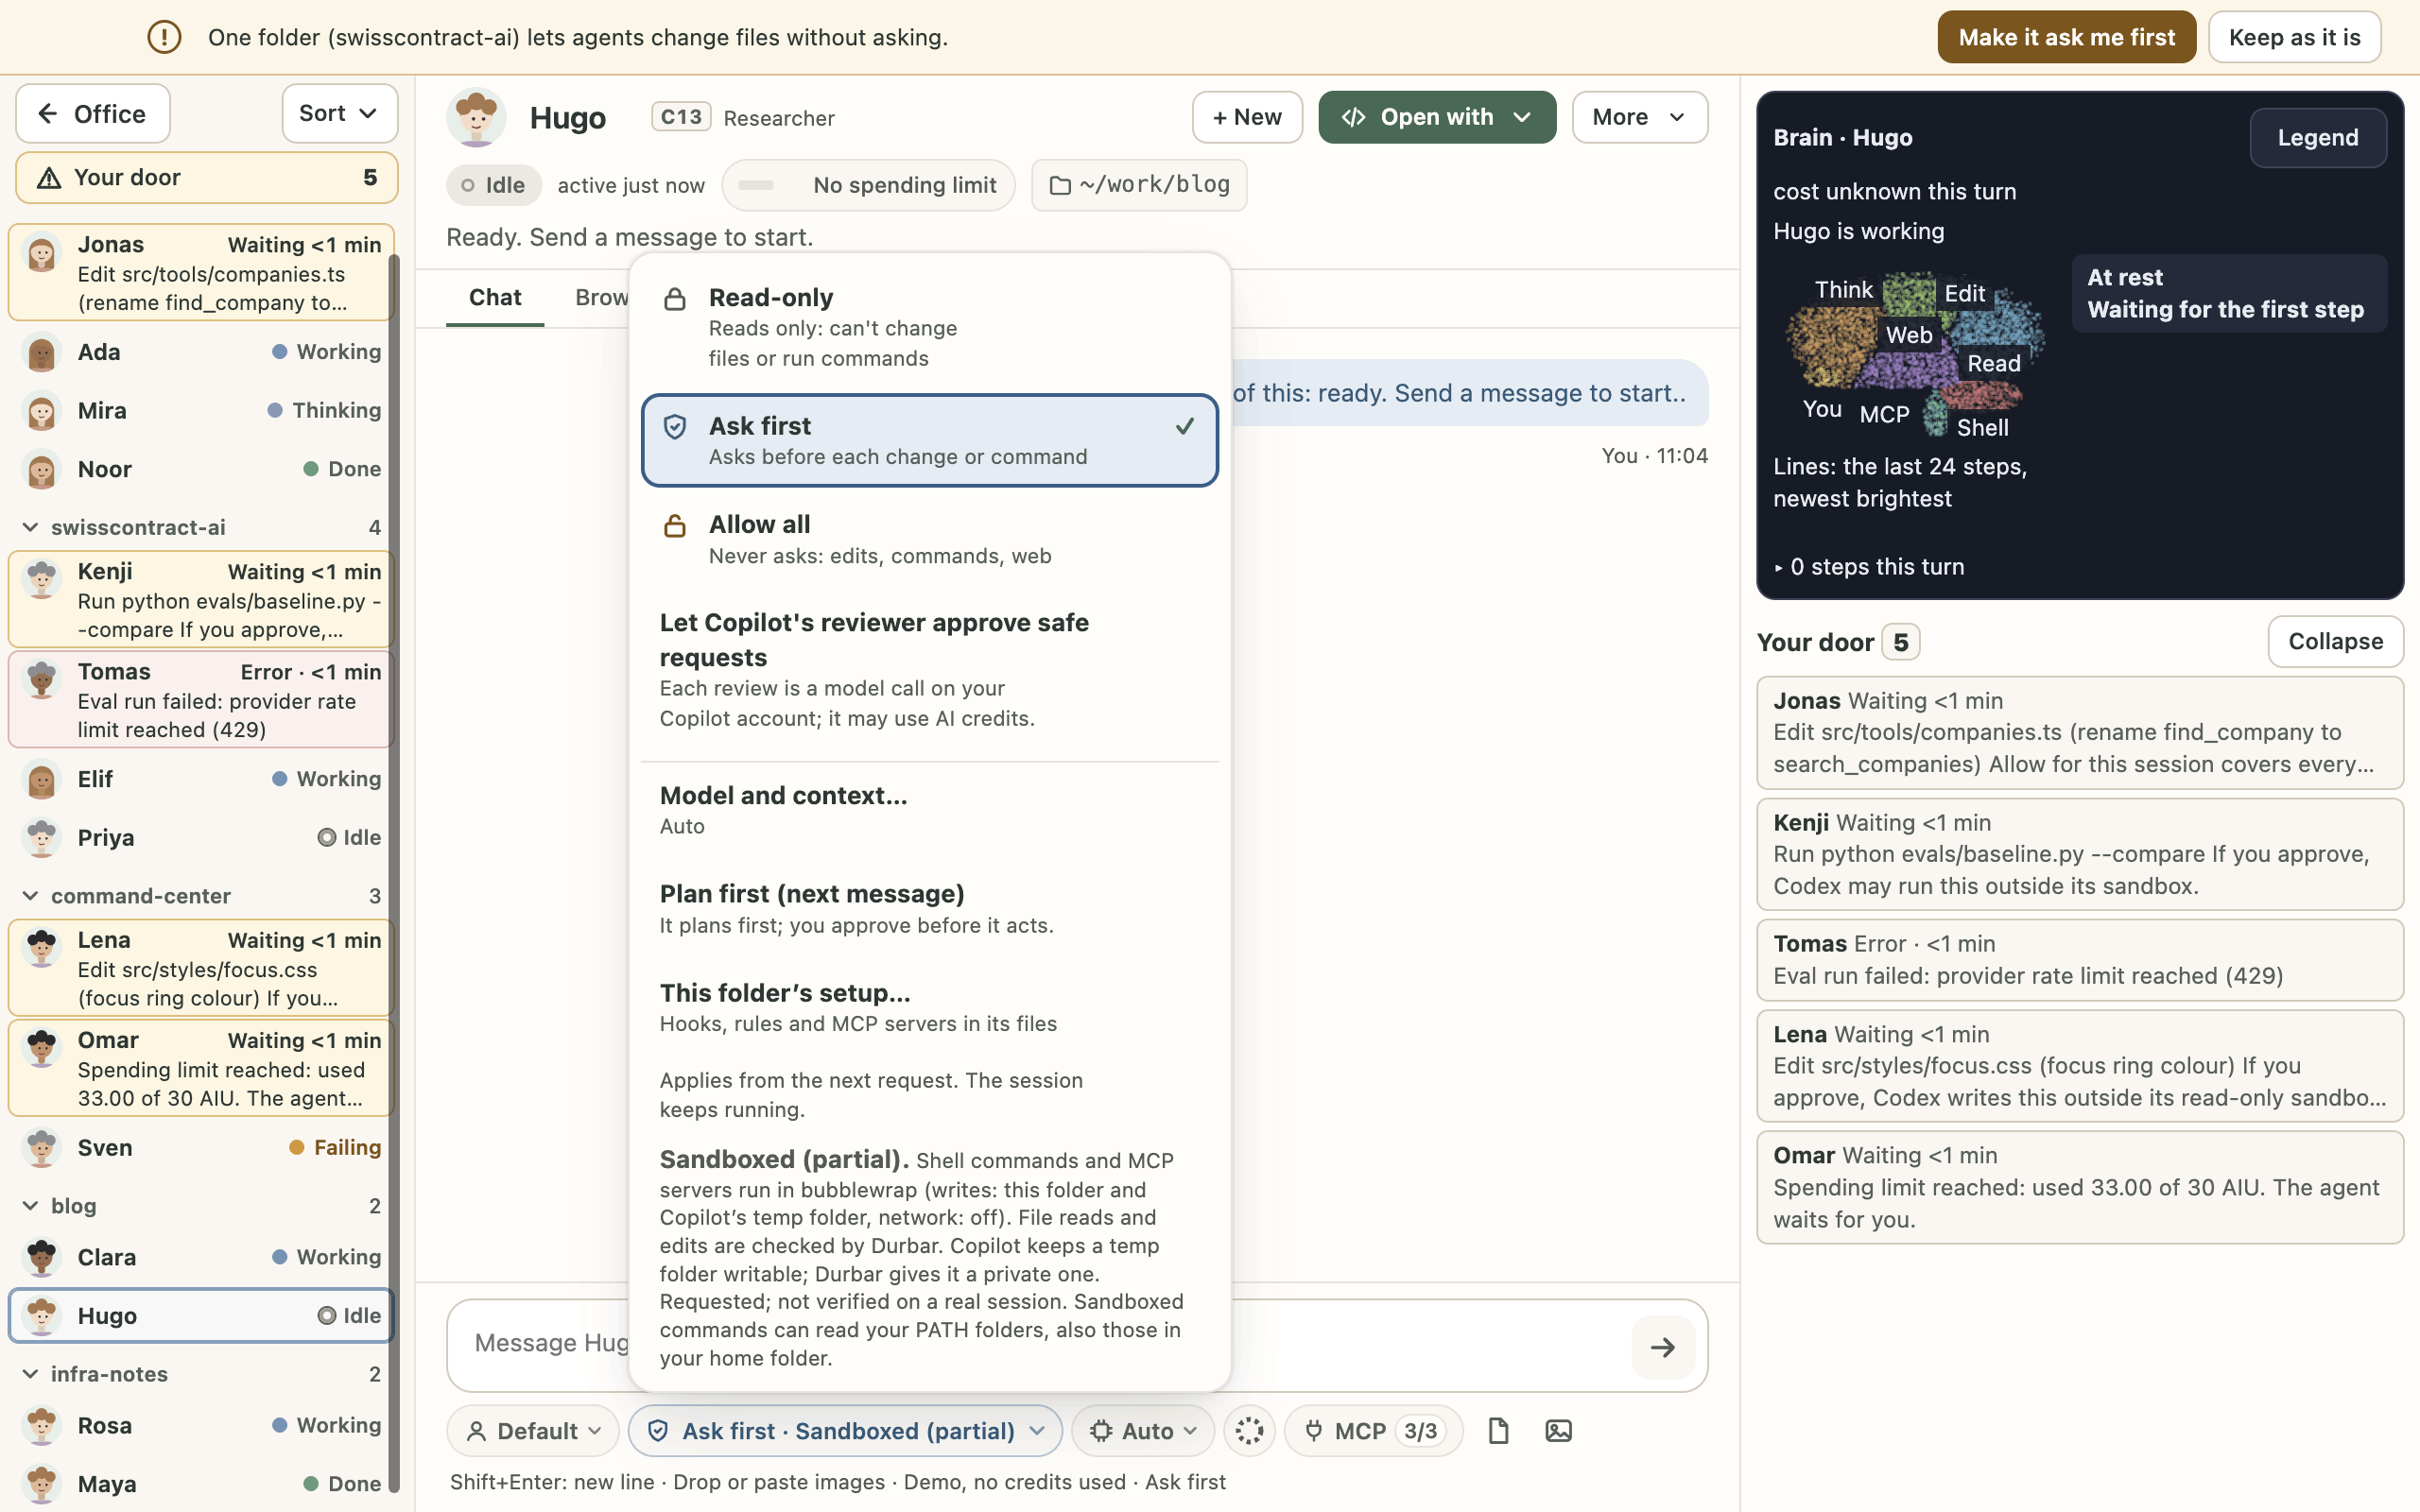 One folder (swisscontract-ai) lets agents change files without asking.
Make it ask me first
Keep as it is
Office
Sort
Your door
5
Jonas
Waiting <1 min
Edit src/tools/companies.ts
(rename find_company to...
Ada
Working
Mira
Thinking
Noor
Done
swisscontract-ai
4
Kenji
Waiting <1 min
Run python evals/baseline.py -
-compare If you approve,...
Tomas
Error · <1 min
Eval run failed: provider rate
limit reached (429)
Elif
Working
Priya
Idle
command-center
3
Lena
Waiting <1 min
Edit src/styles/focus.css
(focus ring colour) If you...
Omar
Waiting <1 min
Spending limit reached: used
33.00 of 30 AIU. The agent...
Sven
Failing
blog
2
Clara
Working
Hugo
Idle
infra-notes
2
Rosa
Working
Maya
Done
Hugo
C13
Researcher
+ New
Open with
More
Idle
active just now
No spending limit
~/work/blog
Ready. Send a message to start.
Chat
Brow
of this: ready. Send a message to start..
You · 11:04
Read-only
Reads only: can't change
files or run commands
Ask first
Asks before each change or command
Allow all
Never asks: edits, commands, web
Let Copilot's reviewer approve safe
requests
Each review is a model call on your
Copilot account; it may use AI credits.
Model and context...
Auto
Plan first (next message)
It plans first; you approve before it acts.
This folder’s setup...
Hooks, rules and MCP servers in its files
Applies from the next request. The session
keeps running.
Sandboxed (partial). Shell commands and MCP
servers run in bubblewrap (writes: this folder and
Copilot’s temp folder, network: off). File reads and
edits are checked by Durbar. Copilot keeps a temp
folder writable; Durbar gives it a private one.
Requested; not verified on a real session. Sandboxed
commands can read your PATH folders, also those in
your home folder.
Message Hug
Default
Ask first · Sandboxed (partial)
Auto
MCP
3/3
Shift+Enter: new line · Drop or paste images · Demo, no credits used · Ask first
Brain · Hugo
Legend
cost unknown this turn
Hugo is working
Think
Edit
Web
Read
You
MCP
Shell
At rest
Waiting for the first step
Lines: the last 24 steps,
newest brightest
0 steps this turn
Your door
5
Collapse
Jonas Waiting <1 min
Edit src/tools/companies.ts (rename find_company to
search_companies) Allow for this session covers every...
Kenji Waiting <1 min
Run python evals/baseline.py --compare If you approve,
Codex may run this outside its sandbox.
Tomas Error · <1 min
Eval run failed: provider rate limit reached (429)
Lena Waiting <1 min
Edit src/styles/focus.css (focus ring colour) If you
approve, Codex writes this outside its read-only sandbo...
Omar Waiting <1 min
Spending limit reached: used 33.00 of 30 AIU. The agent
waits for you.